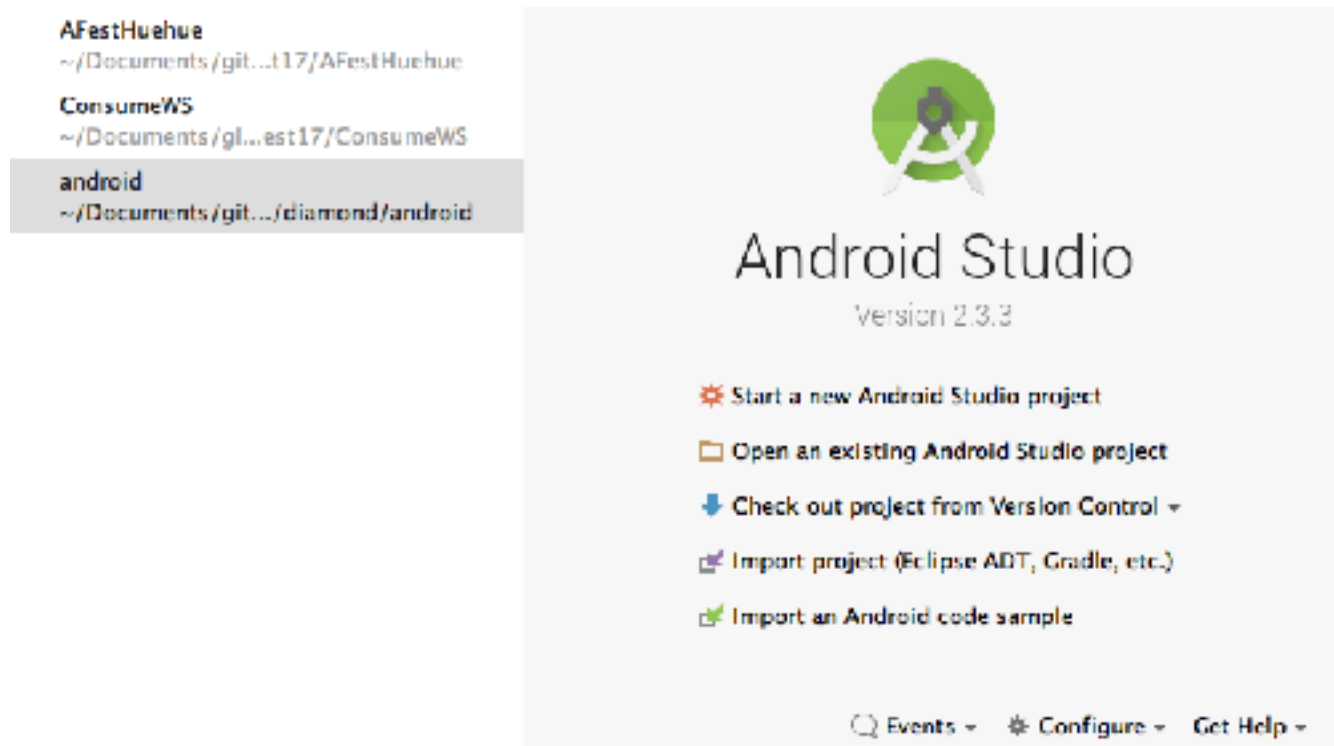 AFestHuehue
~/Documents/git...t17/AFestHuehue
ConsumeWS
~/Documents/gi...est17/ConsumeWS
android
~/Documents/git.../diamond/android
Android Studio
Version 2.3.3
Start a new Android Studio project
Open an existing Android Studio project
Check out project from Version Control
Import project (Eclipse ADT, Gradle, etc.)
Import an Android code sample
Events
Configure
Get Help